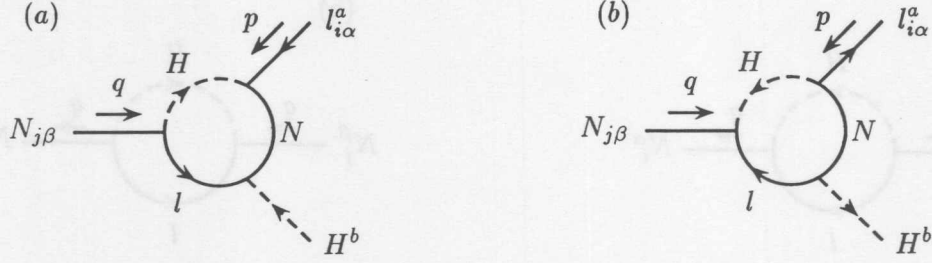 (a)
p
l^a_{iα}
H
q
N_{jβ}
N
l
H^b
(b)
p
l^a_{iα}
H
q
N_{jβ}
N
l
H^b